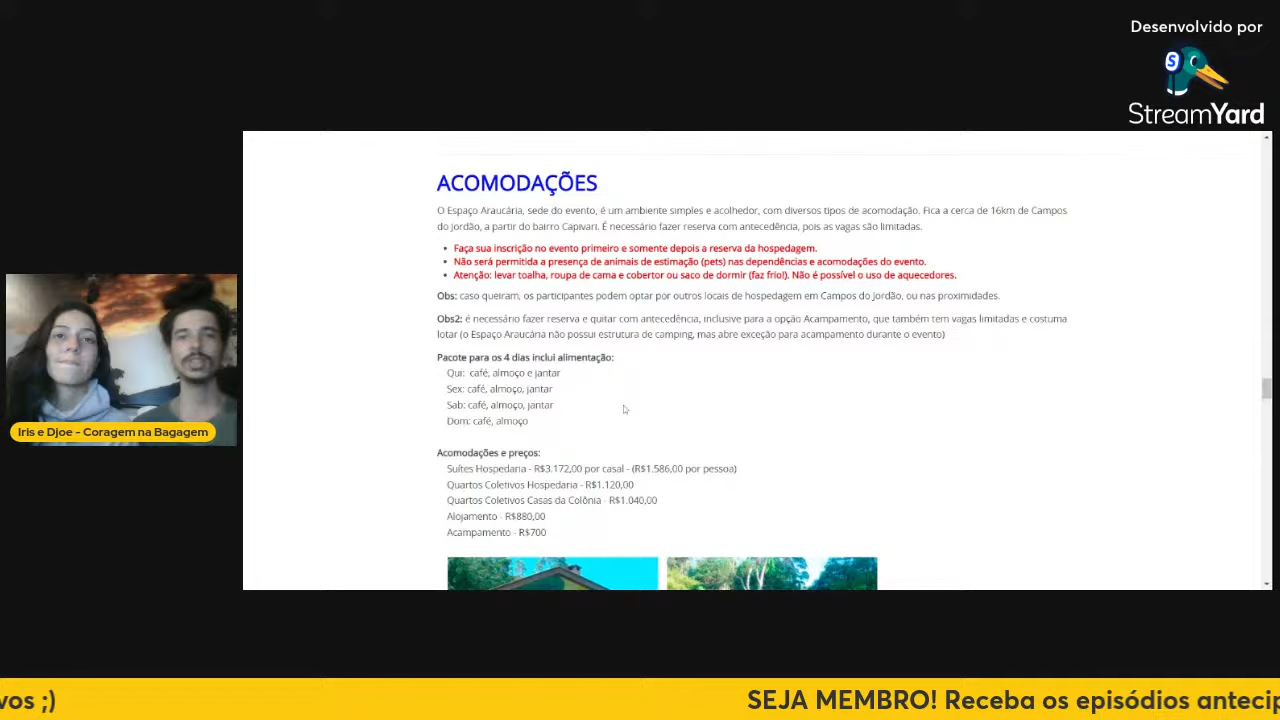 Desenvolvido por
StreamYard
ACOMODAÇÕES
O Espaço Araucária, sede do evento, é um ambiente simples e acolhedor, com diversos tipos de acomodação. Fica a cerca de 16km de Campos
do Jordão, a partir do bairro Capivari. É necessário fazer reserva com antecedência, pois as vagas são limitadas.
• Faça sua inscrição no evento primeiro e somente depois a reserva da hospedagem.
• Não será permitida a presença de animais de estimação (pets) nas dependências e acomodações do evento.
• Atenção: levar toalha, roupa de cama e cobertor ou saco de dormir (faz frio!). Não é possível o uso de aquecedores.
Obs: caso queiram, os participantes podem optar por outros locais de hospedagem em Campos do Jordão, ou nas proximidades.
Obs2: é necessário fazer reserva e quitar com antecedência, inclusive para a opção Acampamento, que também tem vagas limitadas e costuma
lotar (o Espaço Araucária não possui estrutura de camping, mas abre exceção para acampamento durante o evento)
Pacote para os 4 dias inclui alimentação:
Qui: café, almoço e jantar
Sex: café, almoço, jantar
Sab: café, almoço, jantar
Dom: café, almoço
Acomodações e preços:
Suítes Hospedaria - R$3.172,00 por casal - (R$1.586,00 por pessoa)
Quartos Coletivos Hospedaria - R$1.120,00
Quartos Coletivos Casas da Colônia - R$1.040,00
Alojamento - R$880,00
Acampamento - R$700
Iris e Djoe - Coragem na Bagagem
vos ;) SEJA MEMBRO! Receba os episódios antecip